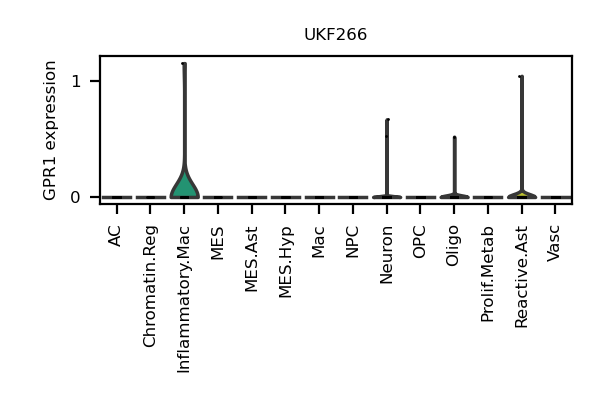 UKF266
GPR1 expression
1
0
AC
Chromatin.Reg
Inflammatory.Mac
MES
MES.Ast
MES.Hyp
Mac
NPC
Neuron
OPC
Oligo
Prolif.Metab
Reactive.Ast
Vasc